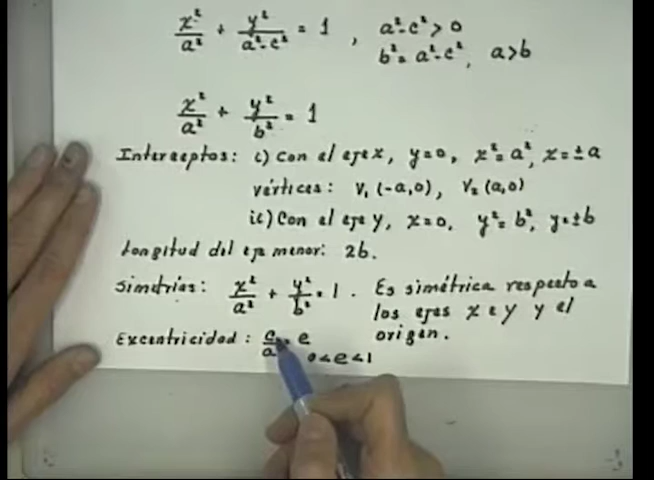 x²/a² + y²/(a²-c²) = 1 , a²-c² > 0
b² = a²-c², a>b
x²/a² + y²/b² = 1
Interceptos: i) Con el eje x, y=0, x²=a², x=±a
vértices: V₁ (-a,0), V₂ (a,0)
ii) Con el eje y, x=0, y²=b², y=±b
Longitud del eje menor: 2b.
Simetrías: x²/a² + y²/b² = 1. Es simétrica respecto a
los ejes x e y y el
origen.
Excentricidad: c/a = e
0<e<1